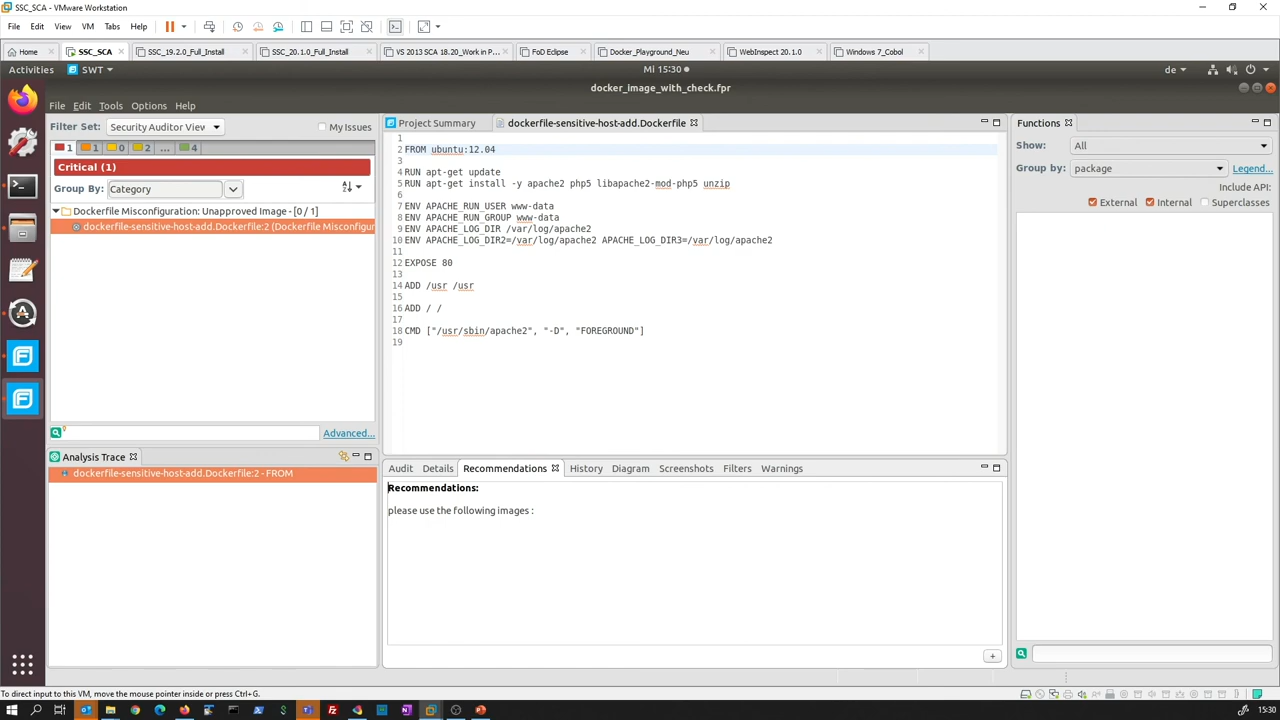 SSC_SCA - VMware Workstation
File Edit View VM Tabs Help
Home SSC_SCA SSC_19.2.0_Full_Install SSC_20.1.0_Full_Install VS 2013 SCA 18.20_Work in P... FoD Eclipse Docker_Playground_Neu WebInspect 20.1.0 Windows 7_Cobol
Activities SWT Mi 15:30 de
docker_image_with_check.fpr
File Edit Tools Options Help
Filter Set: Security Auditor View My Issues
1 1 0 2 ... 4
Critical (1)
Group By: Category
Dockerfile Misconfiguration: Unapproved Image - [0 / 1]
dockerfile-sensitive-host-add.Dockerfile:2 (Dockerfile Misconfigur
Advanced...
Analysis Trace
dockerfile-sensitive-host-add.Dockerfile:2 - FROM
Project Summary dockerfile-sensitive-host-add.Dockerfile
1
2 FROM ubuntu:12.04
3
4 RUN apt-get update
5 RUN apt-get install -y apache2 php5 libapache2-mod-php5 unzip
6
7 ENV APACHE_RUN_USER www-data
8 ENV APACHE_RUN_GROUP www-data
9 ENV APACHE_LOG_DIR /var/log/apache2
10 ENV APACHE_LOG_DIR2=/var/log/apache2 APACHE_LOG_DIR3=/var/log/apache2
11
12 EXPOSE 80
13
14 ADD /usr /usr
15
16 ADD / /
17
18 CMD ["/usr/sbin/apache2", "-D", "FOREGROUND"]
19
Audit Details Recommendations History Diagram Screenshots Filters Warnings
Recommendations:
please use the following images :
Functions
Show: All
Group by: package Legend...
Include API:
External Internal Superclasses
To direct input to this VM, move the mouse pointer inside or press Ctrl+G.
15:30